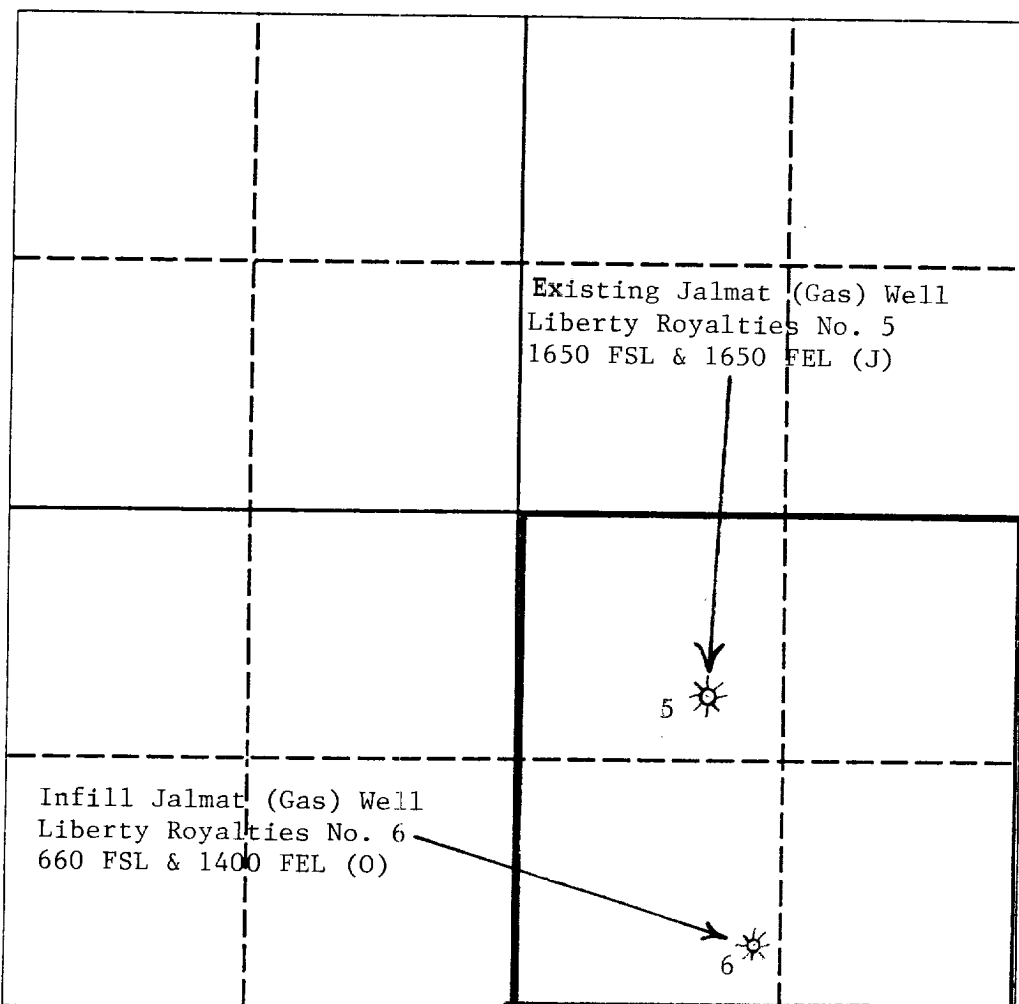 Existing Jalmat (Gas) Well
Liberty Royalties No. 5
1650 FSL & 1650 FEL (J)
5
Infill Jalmat (Gas) Well
Liberty Royalties No. 6
660 FSL & 1400 FEL (O)
6